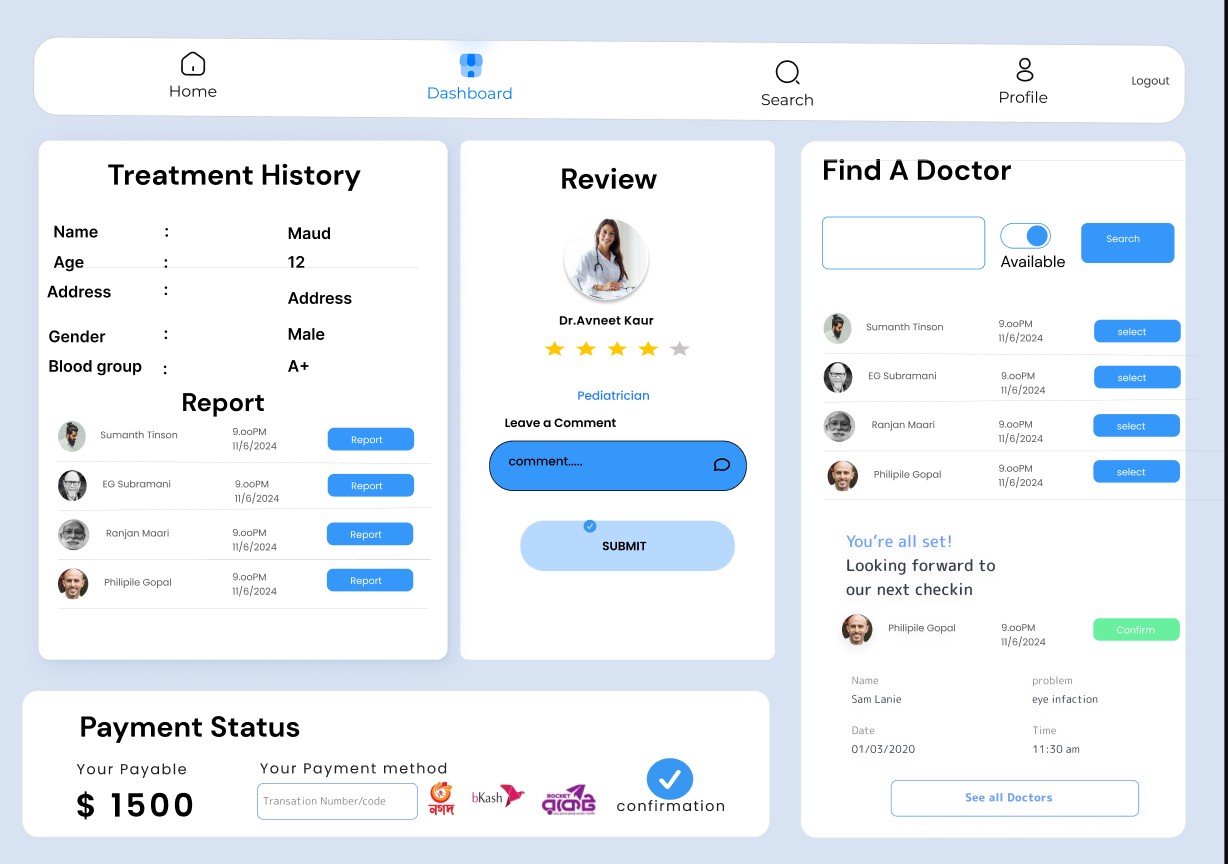 Home
Dashboard
Search
Profile
Logout
Treatment History
Name : Maud
Age : 12
Address : Address
Gender : Male
Blood group : A+
Report
Sumanth Tinson 9.ooPM Report
11/6/2024
EG Subramani 9.ooPM Report
11/6/2024
Ranjan Maari 9.ooPM Report
11/6/2024
Philipile Gopal 9.ooPM Report
11/6/2024
Review
Dr.Avneet Kaur
Pediatrician
Leave a Comment
comment.....
SUBMIT
Find A Doctor
Search
Available
Sumanth Tinson 9.ooPM select
11/6/2024
EG Subramani 9.ooPM select
11/6/2024
Ranjan Maari 9.ooPM select
11/6/2024
Philipile Gopal 9.ooPM select
11/6/2024
You're all set!
Looking forward to
our next checkin
Philipile Gopal 9.ooPM Confirm
11/6/2024
Name problem
Sam Lanie eye infaction
Date Time
01/03/2020 11:30 am
See all Doctors
Payment Status
Your Payable
$ 1500
Your Payment method
Transation Number/code
নগদ
bKash
ROCKET
রকেট
confirmation